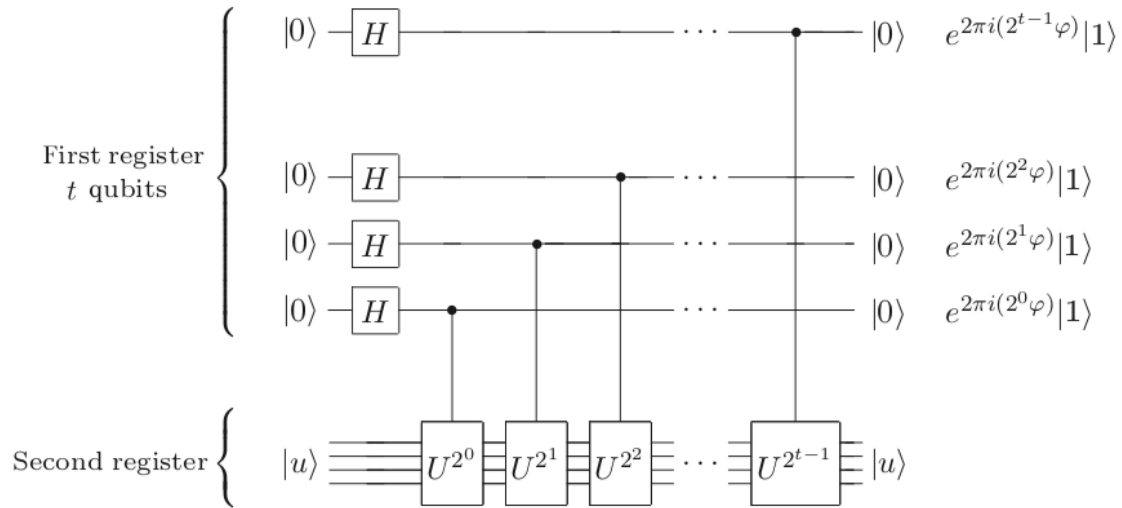 |0⟩ H ··· |0⟩ e^{2πi(2^{t−1}φ)}|1⟩
First register
t qubits
|0⟩ H ··· |0⟩ e^{2πi(2^2φ)}|1⟩
|0⟩ H ··· |0⟩ e^{2πi(2^1φ)}|1⟩
|0⟩ H ··· |0⟩ e^{2πi(2^0φ)}|1⟩
Second register |u⟩ U^{2^0} U^{2^1} U^{2^2} ··· U^{2^{t−1}} |u⟩